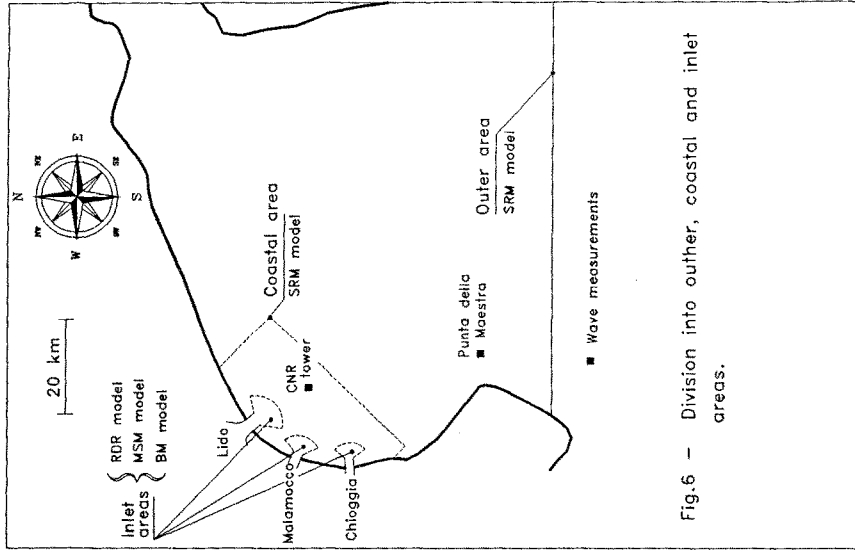 Inlet
areas
RDR model
MSM model
BM model
20 km
N
W
E
S
Lido
Malamocco
Chioggia
Coastal area
SRM model
CNR
tower
Punta della
Maestra
Outer area
SRM model
Wave measurements
Fig.6 — Division into outher, coastal and inlet
areas.